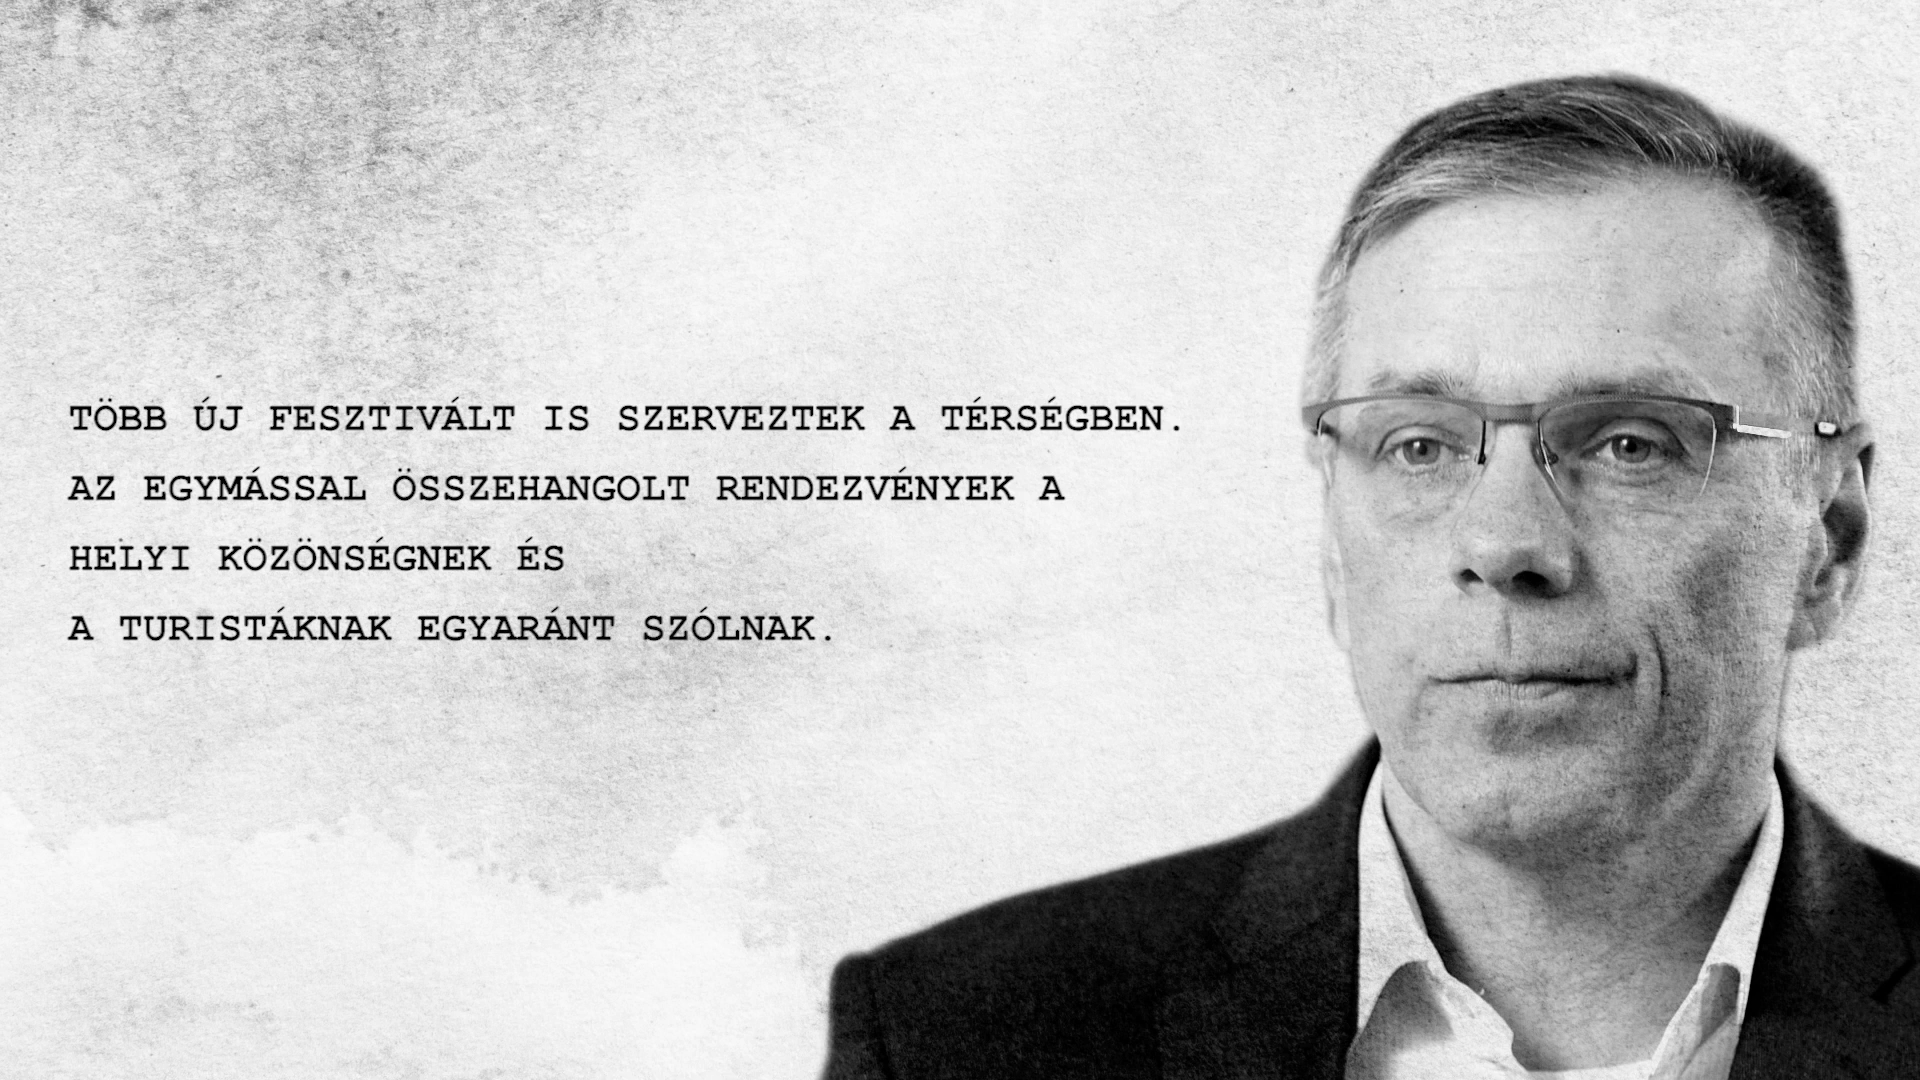 TÖBB ÚJ FESZTIVÁLT IS SZERVEZTEK A TÉRSÉGBEN.
AZ EGYMÁSSAL ÖSSZEHANGOLT RENDEZVÉNYEK A
HELYI KÖZÖNSÉGNEK ÉS
A TURISTÁKNAK EGYARÁNT SZÓLNAK.